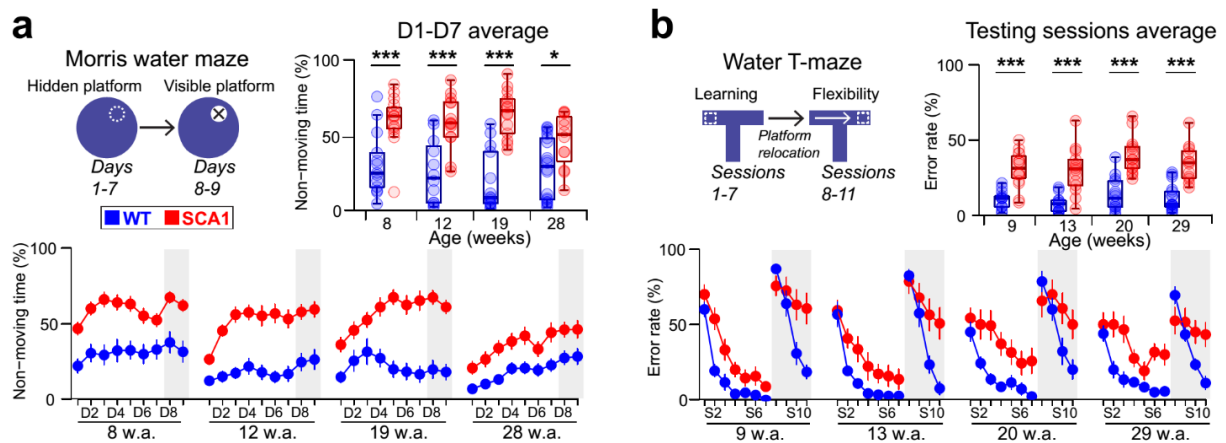 a
Morris water maze
Hidden platform
Visible platform
Days
1-7
Days
8-9
WT
SCA1
D1-D7 average
Non-moving time (%)
100
50
0
***
***
***
*
8
12
19
28
Age (weeks)
Non-moving time (%)
100
50
0
D2 D4 D6 D8
D2 D4 D6 D8
D2 D4 D6 D8
D2 D4 D6 D8
8 w.a.
12 w.a.
19 w.a.
28 w.a.
b
Water T-maze
Learning
Flexibility
Platform
relocation
Sessions
1-7
Sessions
8-11
Testing sessions average
Error rate (%)
100
50
0
***
***
***
***
9
13
20
29
Age (weeks)
Error rate (%)
100
50
0
S2 S6 S10
S2 S6 S10
S2 S6 S10
S2 S6 S10
9 w.a.
13 w.a.
20 w.a.
29 w.a.